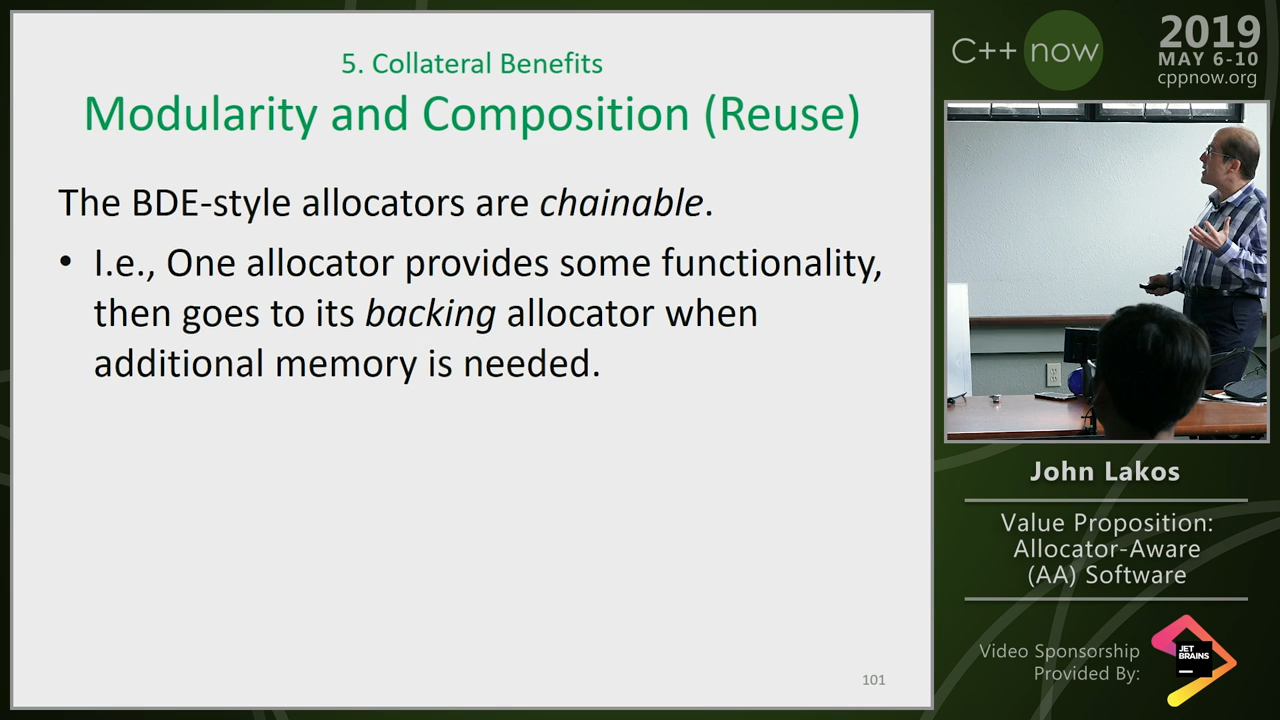 5. Collateral Benefits
Modularity and Composition (Reuse)
The BDE-style allocators are chainable.
• I.e., One allocator provides some functionality,
then goes to its backing allocator when
additional memory is needed.
101
C++ now
2019
MAY 6-10
cppnow.org
John Lakos
Value Proposition:
Allocator-Aware
(AA) Software
Video Sponsorship
Provided By:
JET
BRAINS